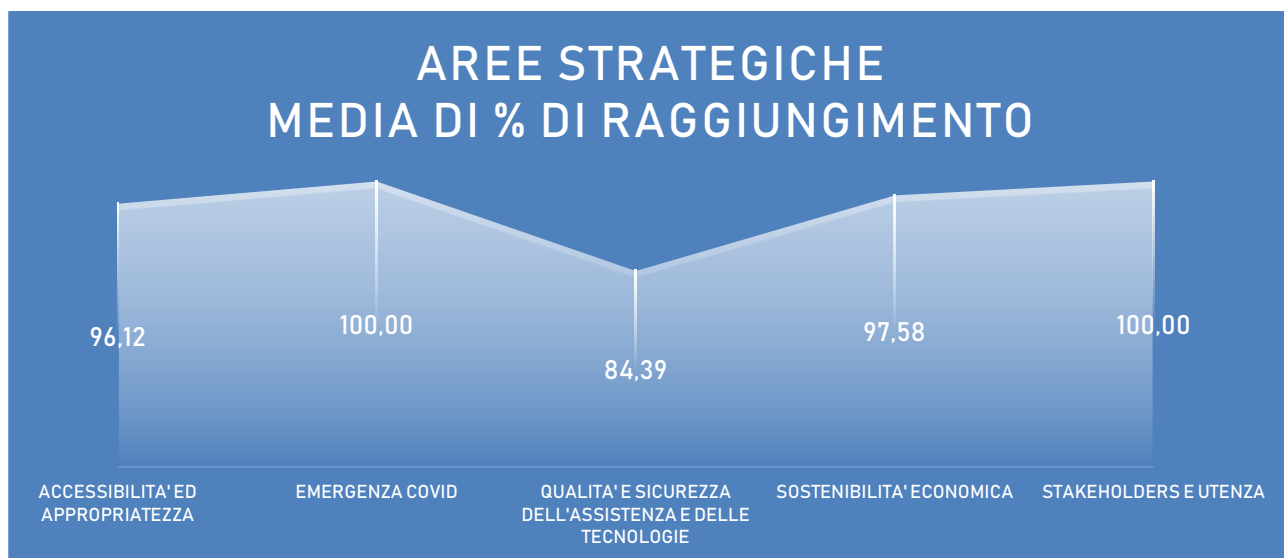 AREE STRATEGICHE
MEDIA DI % DI RAGGIUNGIMENTO
96,12
100,00
84,39
97,58
100,00
ACCESSIBILITA' ED
APPROPRIATEZZA
EMERGENZA COVID
QUALITA' E SICUREZZA
DELL'ASSISTENZA E DELLE
TECNOLOGIE
SOSTENIBILITA' ECONOMICA
STAKEHOLDERS E UTENZA